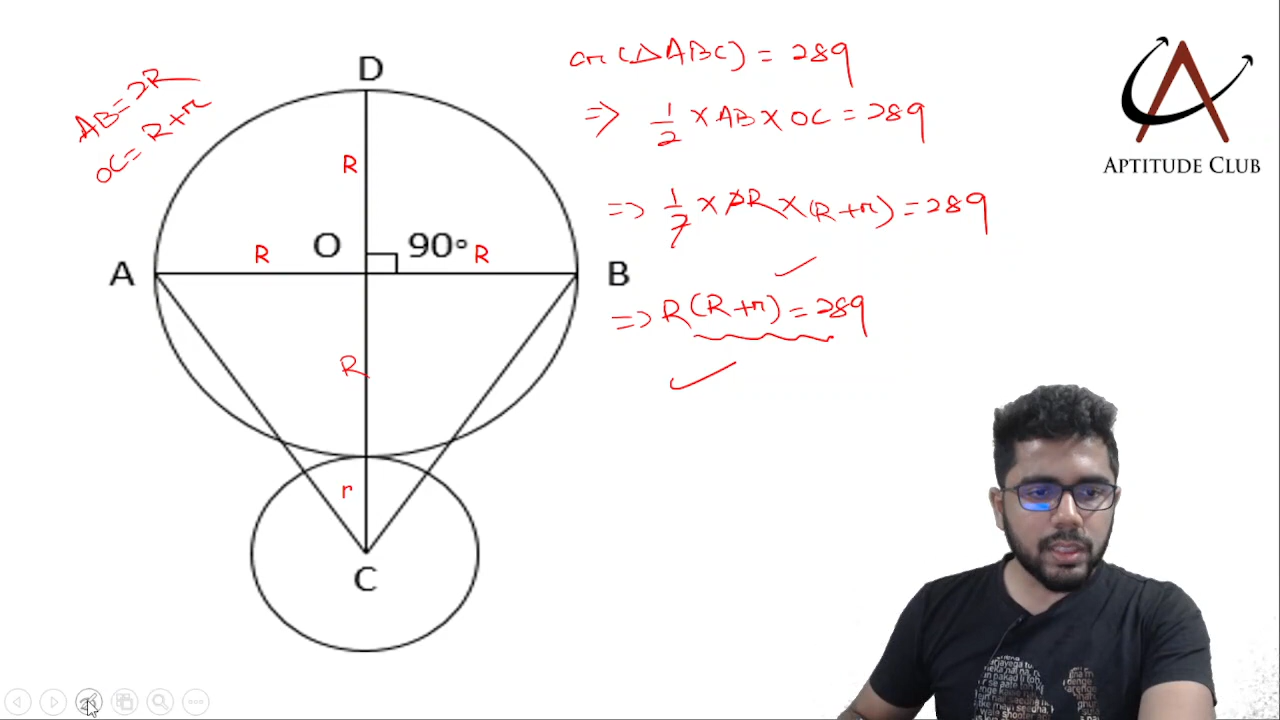 D
AB = 2R
OC = R+r
R
O
90°
R
R
A
B
R
r
C
ar (△ABC) = 289
⇒ 1/2 × AB × OC = 289
⇒ 1/2 × 2R × (R+r) = 289
⇒ R(R+r) = 289
APTITUDE CLUB